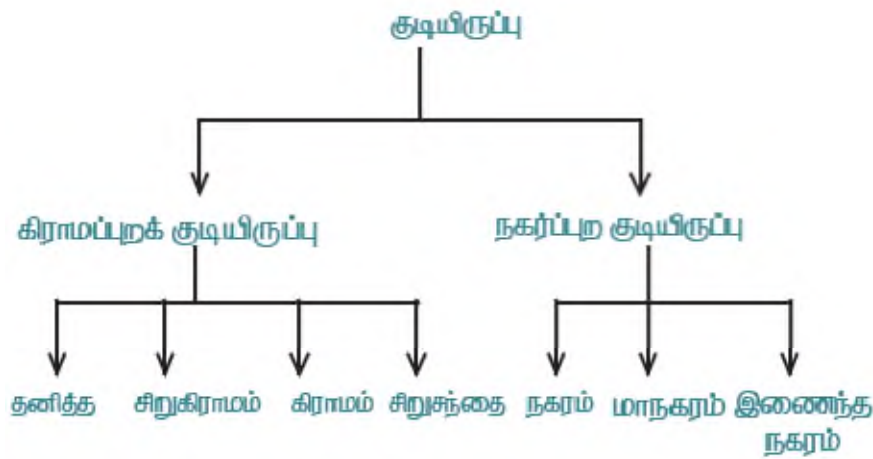 குடியிருப்பு
கிராமப்புறக் குடியிருப்பு
நகர்ப்புற குடியிருப்பு
தனித்த
சிறுகிராமம்
கிராமம்
சிறுசந்தை
நகரம்
மாநகரம்
இணைந்த
நகரம்